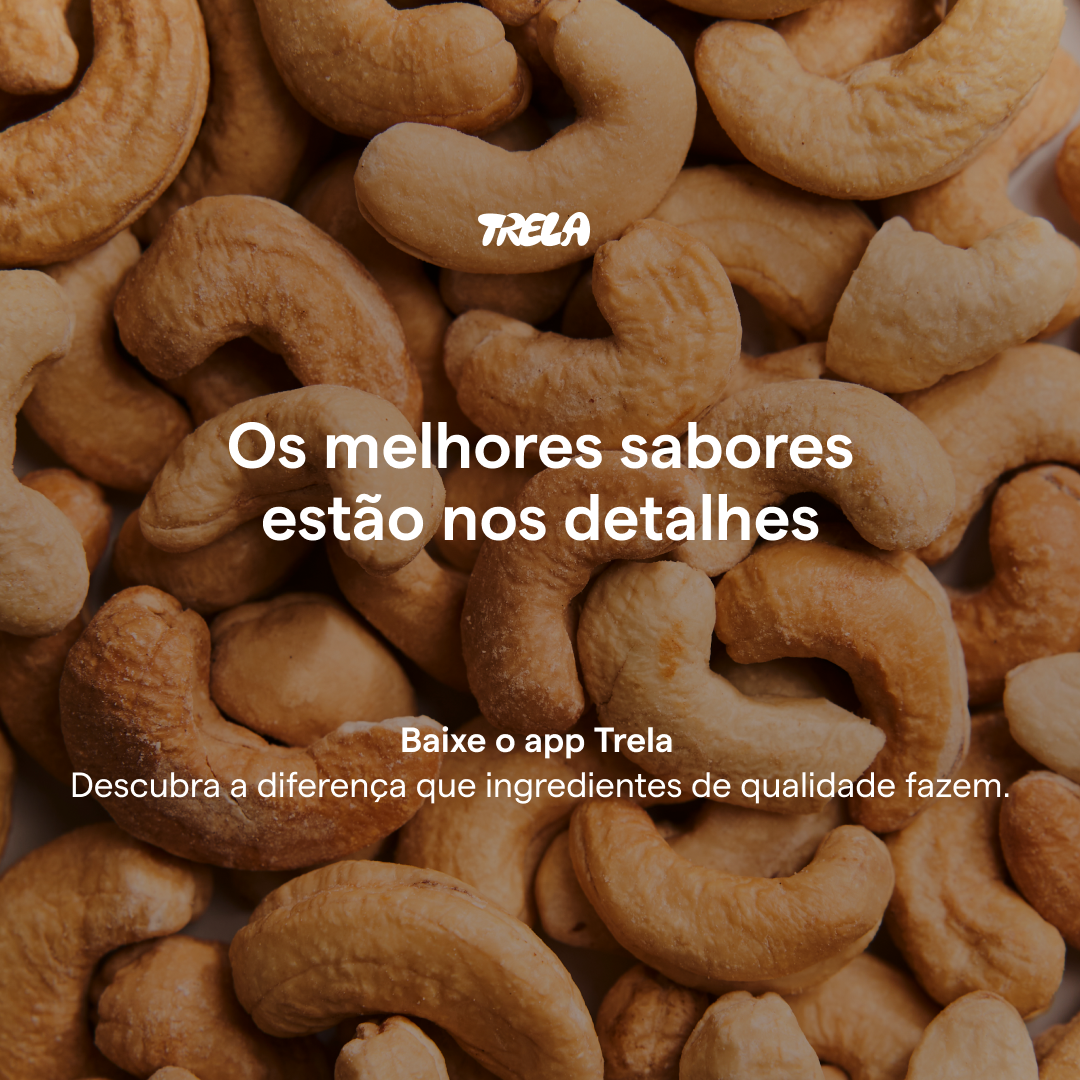 TRELA
Os melhores sabores
estão nos detalhes
Baixe o app Trela
Descubra a diferença que ingredientes de qualidade fazem.